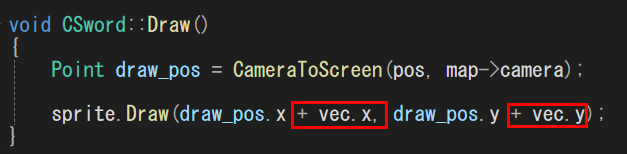 void CSword::Draw()
{
Point draw_pos = CameraToScreen(pos, map->camera);
sprite.Draw(draw_pos.x + vec.x, draw_pos.y + vec.y);
}